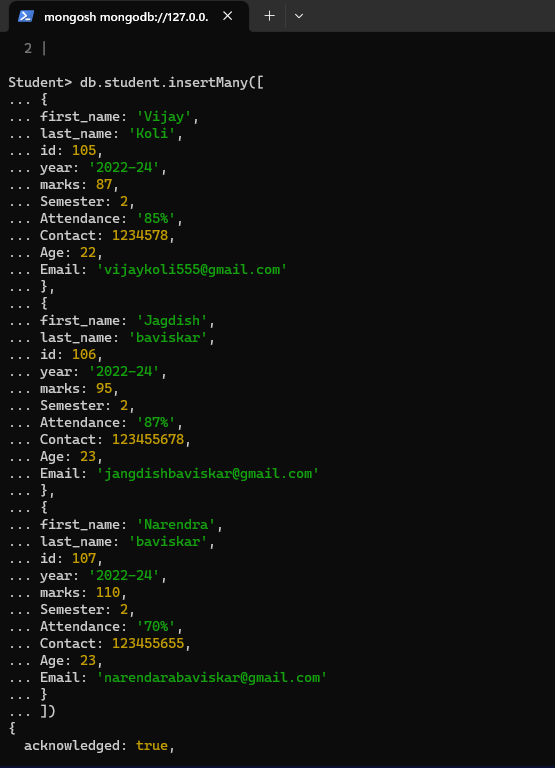 mongosh mongodb://127.0.0.
2 |
Student> db.student.insertMany([
... {
... first_name: 'Vijay',
... last_name: 'Koli',
... id: 105,
... year: '2022-24',
... marks: 87,
... Semester: 2,
... Attendance: '85%',
... Contact: 1234578,
... Age: 22,
... Email: 'vijaykoli555@gmail.com'
... },
... {
... first_name: 'Jagdish',
... last_name: 'baviskar',
... id: 106,
... year: '2022-24',
... marks: 95,
... Semester: 2,
... Attendance: '87%',
... Contact: 123455678,
... Age: 23,
... Email: 'jangdishbaviskar@gmail.com'
... },
... {
... first_name: 'Narendra',
... last_name: 'baviskar',
... id: 107,
... year: '2022-24',
... marks: 110,
... Semester: 2,
... Attendance: '70%',
... Contact: 123455655,
... Age: 23,
... Email: 'narendarabaviskar@gmail.com'
... }
... ])
{
  acknowledged: true,